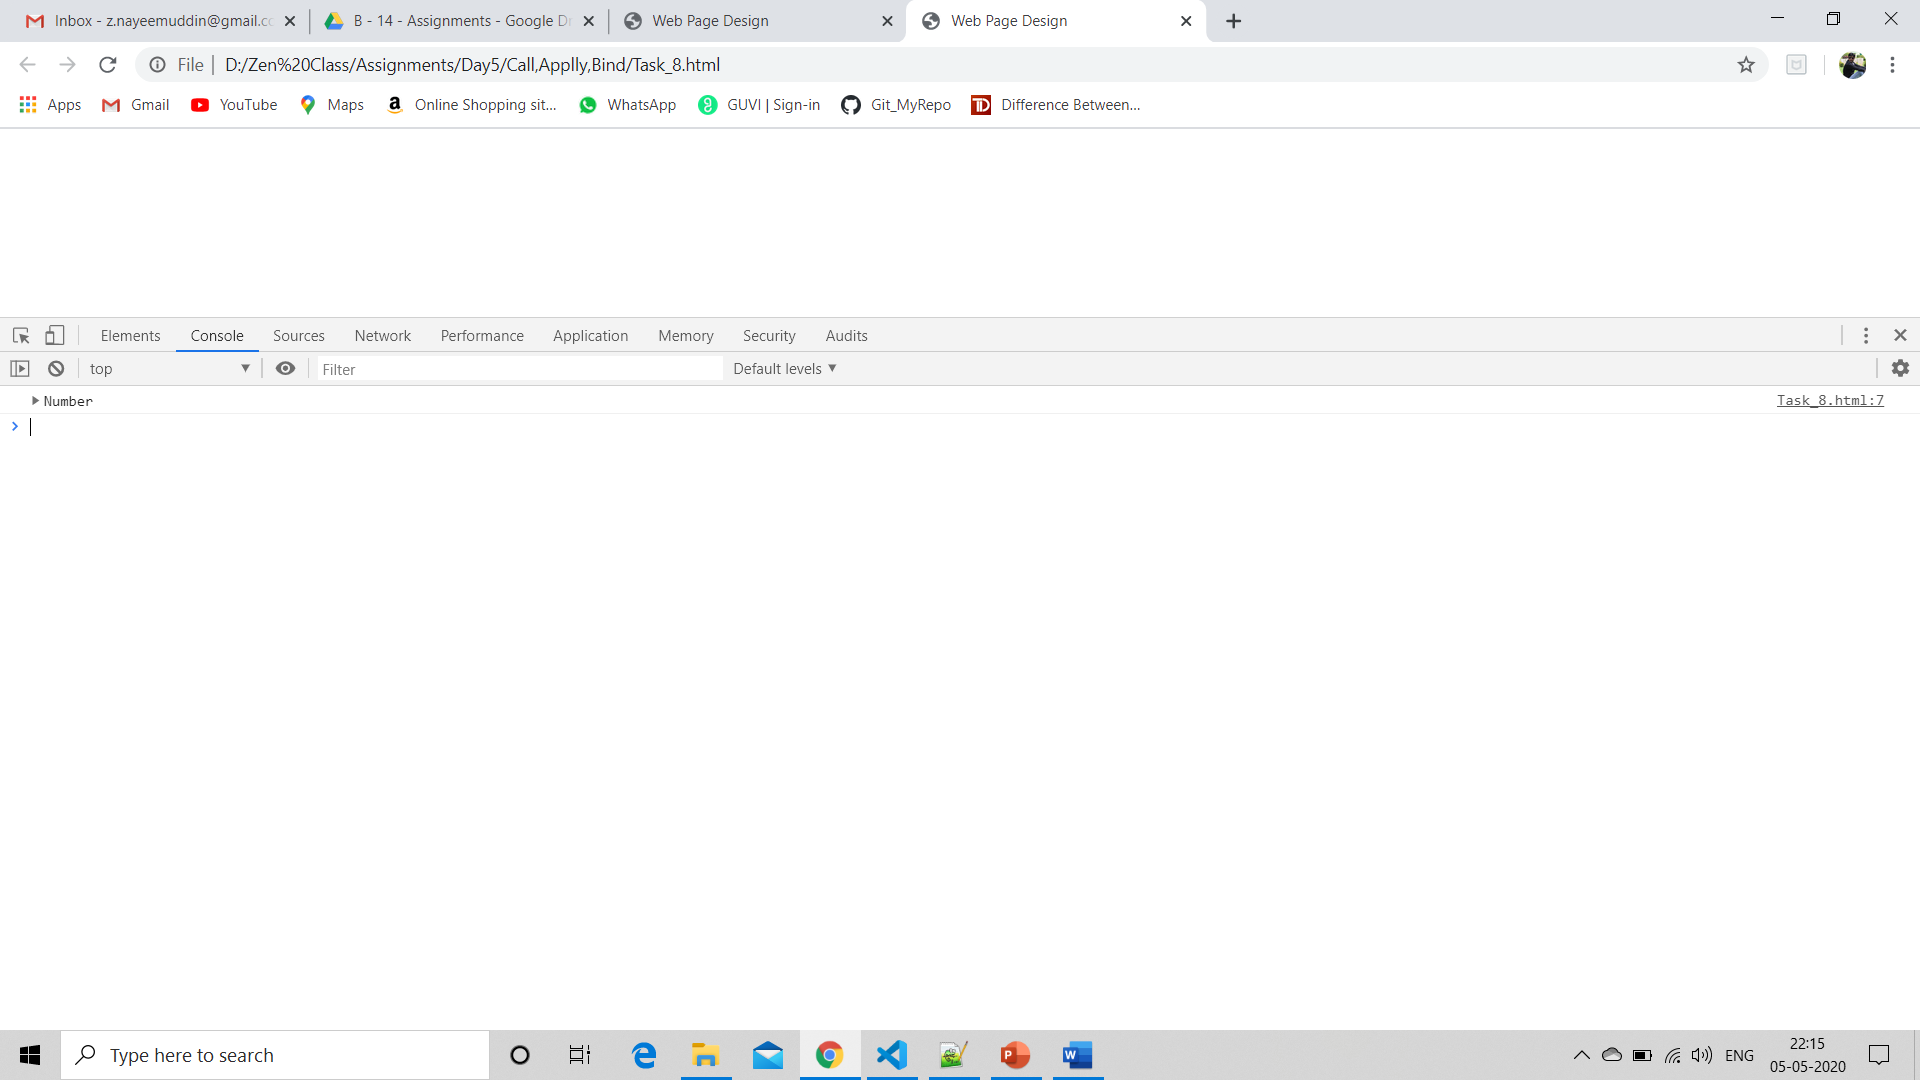 Inbox - z.nayeemuddin@gmail.cc
B - 14 - Assignments - Google Dr
Web Page Design
Web Page Design
File | D:/Zen%20Class/Assignments/Day5/Call,Applly,Bind/Task_8.html
Apps Gmail YouTube Maps Online Shopping sit... WhatsApp GUVI | Sign-in Git_MyRepo Difference Between...
Elements Console Sources Network Performance Application Memory Security Audits
top Filter Default levels
Number Task_8.html:7
Type here to search
ENG
22:15
05-05-2020